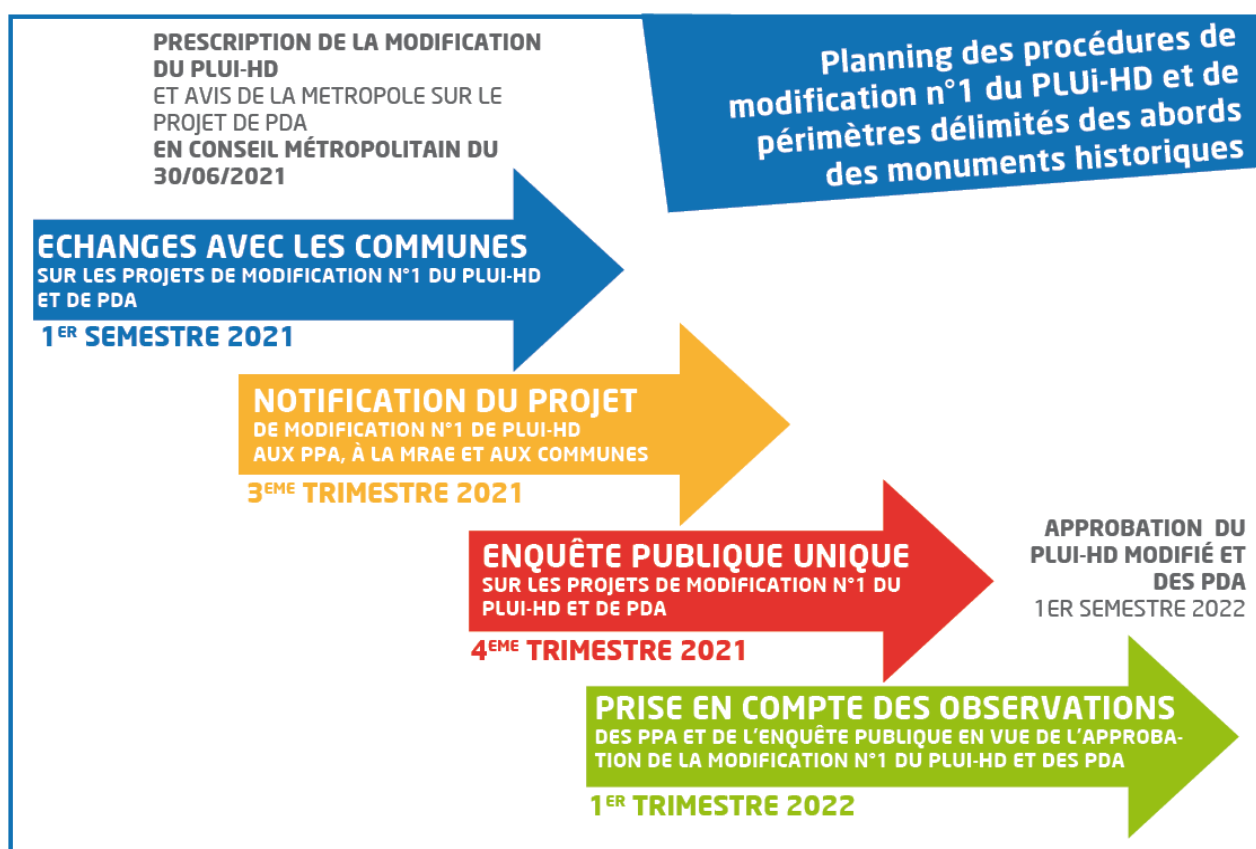 PRESCRIPTION DE LA MODIFICATION
DU PLUI-HD
ET AVIS DE LA METROPOLE SUR LE
PROJET DE PDA
EN CONSEIL MÉTROPOLITAIN DU
30/06/2021
Planning des procédures de
modification n°1 du PLUi-HD et de
périmètres délimités des abords
des monuments historiques
ECHANGES AVEC LES COMMUNES
SUR LES PROJETS DE MODIFICATION N°1 DU PLUI-HD
ET DE PDA
1ER SEMESTRE 2021
NOTIFICATION DU PROJET
DE MODIFICATION N°1 DE PLUI-HD
AUX PPA, À LA MRAE ET AUX COMMUNES
3EME TRIMESTRE 2021
ENQUÊTE PUBLIQUE UNIQUE
SUR LES PROJETS DE MODIFICATION N°1 DU
PLUI-HD ET DE PDA
4EME TRIMESTRE 2021
APPROBATION DU
PLUI-HD MODIFIÉ ET
DES PDA
1ER SEMESTRE 2022
PRISE EN COMPTE DES OBSERVATIONS
DES PPA ET DE L'ENQUÊTE PUBLIQUE EN VUE DE L'APPROBA-
TION DE LA MODIFICATION N°1 DU PLUI-HD ET DES PDA
1ER TRIMESTRE 2022